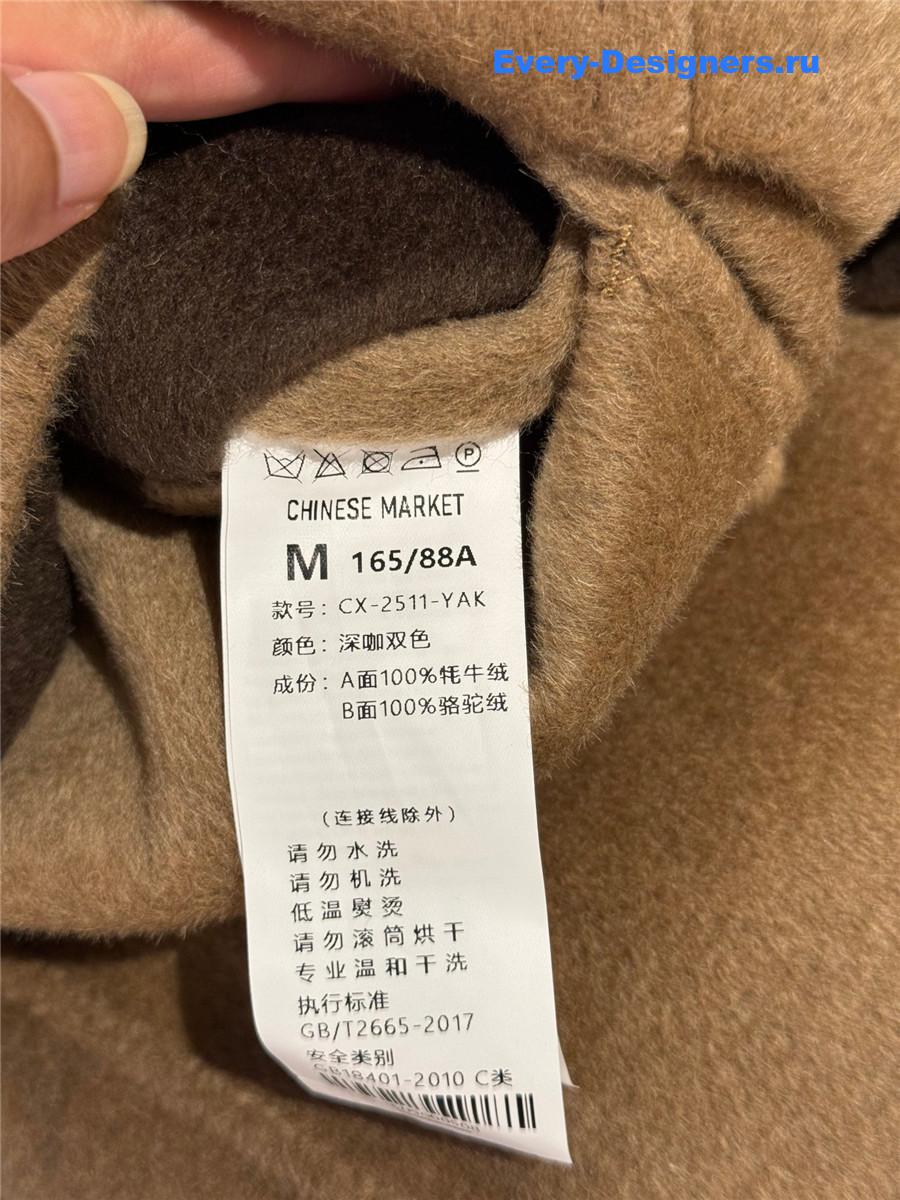 Every-Designers.ru
P
CHINESE MARKET
M 165/88A
款号：CX-2511-YAK
颜色：深咖双色
成份：A面100%牦牛绒
B面100%骆驼绒
（连接线除外）
请勿水洗
请勿机洗
低温熨烫
请勿滚筒烘干
专业温和干洗
执行标准
GB/T2665-2017
安全类别
GB18401-2010 C类